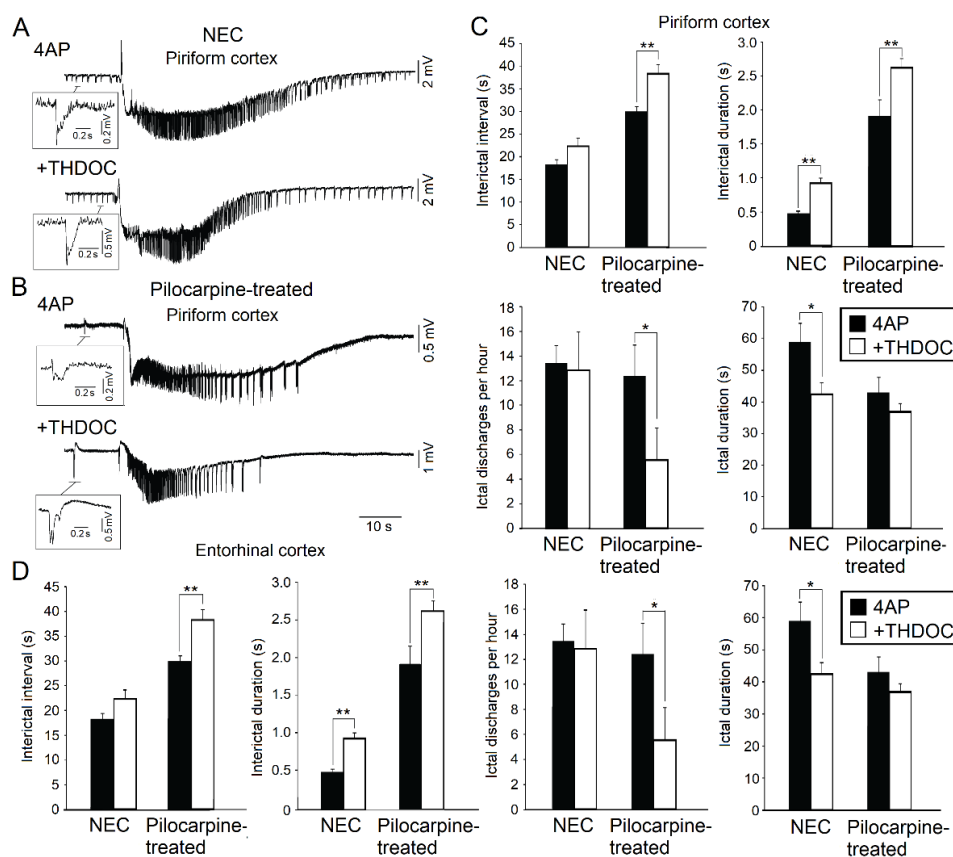 A
NEC
Piriform cortex
4AP
2 mV
0.2 s
0.2 mV
+THDOC
2 mV
0.2 s
0.5 mV
B
Pilocarpine-treated
Piriform cortex
4AP
0.5 mV
0.2 s
0.2 mV
+THDOC
1 mV
0.2 s
0.5 mV
10 s
C
Piriform cortex
Interictal interval (s)
45
40
35
30
25
20
15
10
5
0
**
NEC
Pilocarpine-
treated
Interictal duration (s)
3.0
2.5
2.0
1.5
1.0
0.5
0
**
**
NEC
Pilocarpine-
treated
Ictal discharges per hour
18
16
14
12
10
8
6
4
2
0
*
NEC
Pilocarpine-
treated
Ictal duration (s)
70
60
50
40
30
20
10
0
*
4AP
+THDOC
NEC
Pilocarpine-
treated
D
Entorhinal cortex
Interictal interval (s)
45
40
35
30
25
20
15
10
5
0
**
NEC
Pilocarpine-
treated
Interictal duration (s)
3.0
2.5
2.0
1.5
1.0
0.5
0
**
**
NEC
Pilocarpine-
treated
Ictal discharges per hour
18
16
14
12
10
8
6
4
2
0
*
NEC
Pilocarpine-
treated
Ictal duration (s)
70
60
50
40
30
20
10
0
*
4AP
+THDOC
NEC
Pilocarpine-
treated